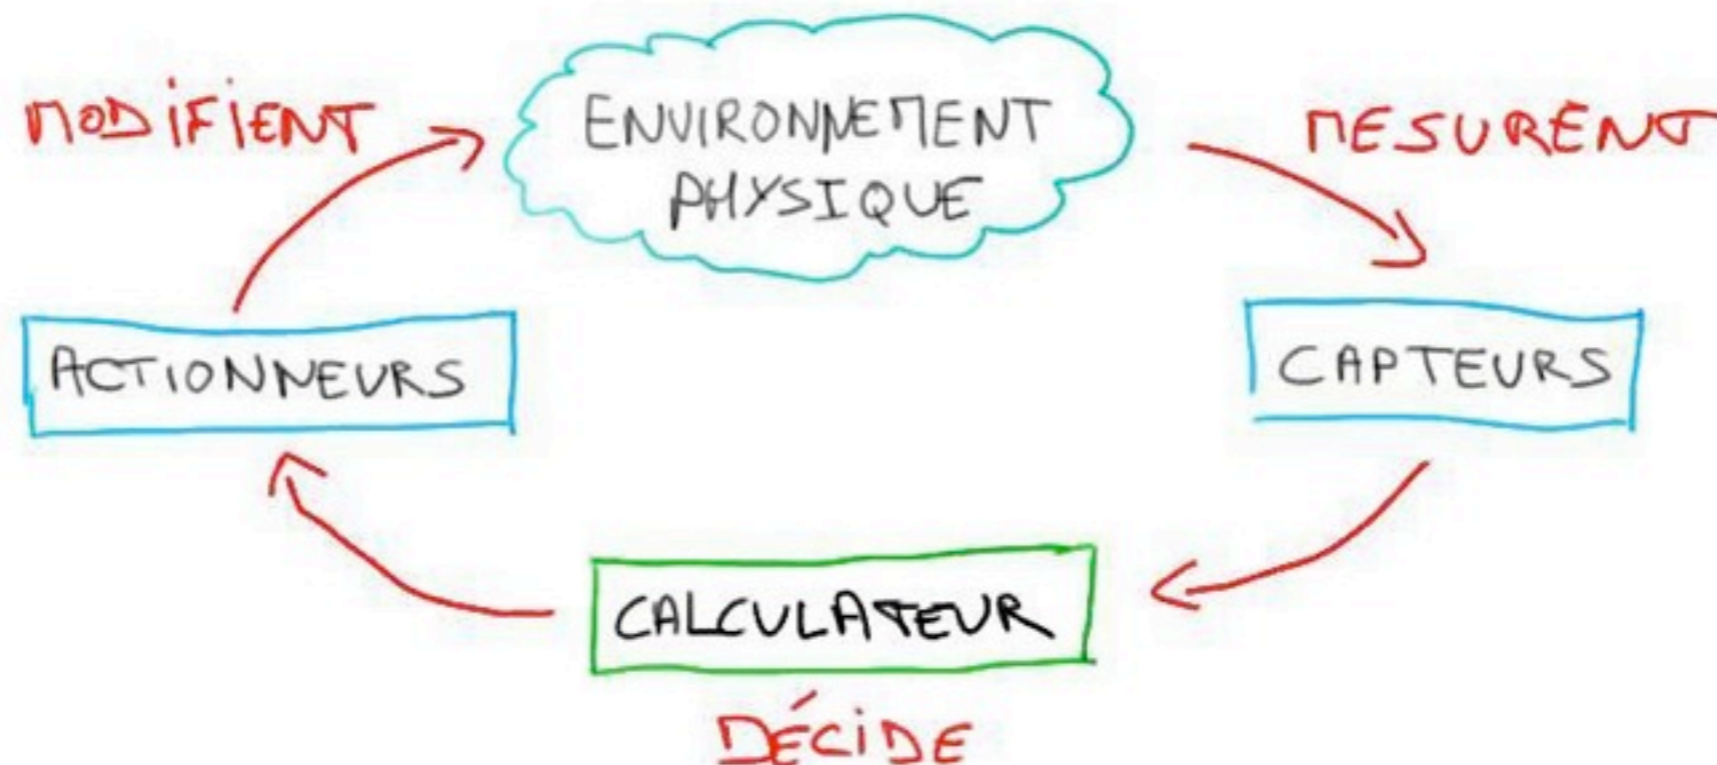 MODIFIENT
ENVIRONNEMENT
PHYSIQUE
MESURENT
ACTIONNEURS
CAPTEURS
CALCULATEUR
DÉCIDE